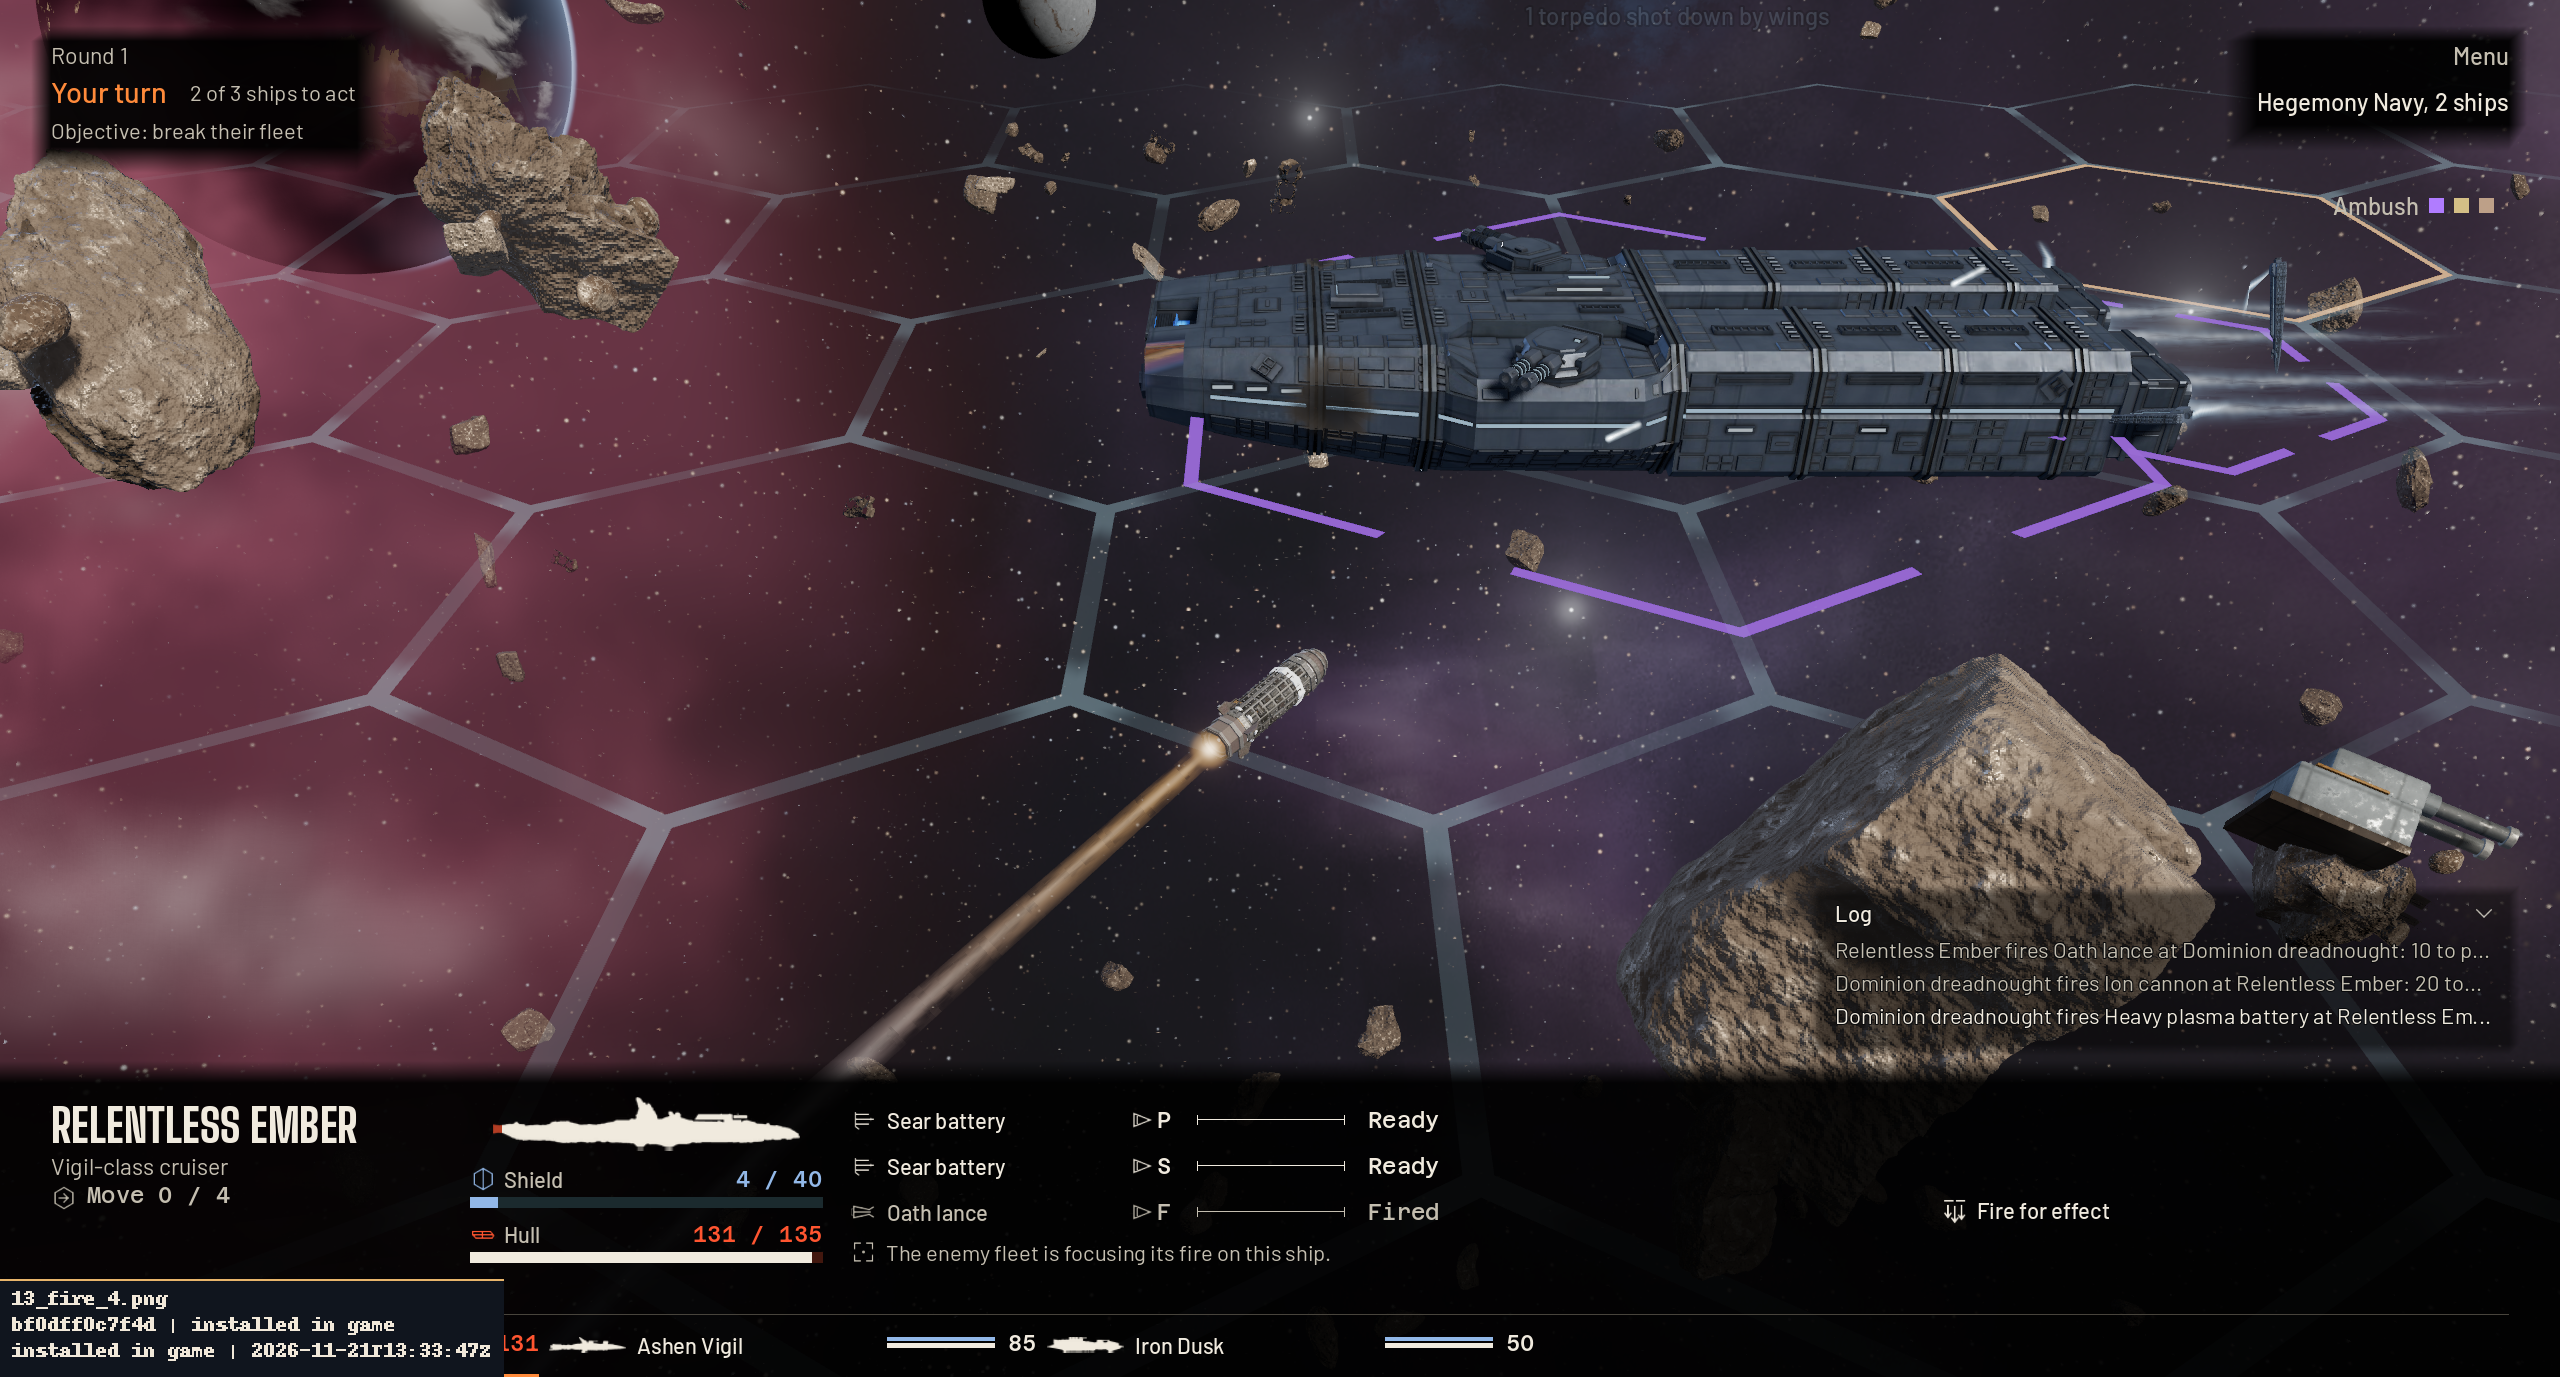 1 torpedo shot down by wings
Round 1
Your turn 2 of 3 ships to act
Objective: break their fleet
Menu
Hegemony Navy, 2 ships
Ambush
Log
Relentless Ember fires Oath lance at Dominion dreadnought: 10 to p...
Dominion dreadnought fires Ion cannon at Relentless Ember: 20 to...
Dominion dreadnought fires Heavy plasma battery at Relentless Em...
RELENTLESS EMBER
Vigil-class cruiser
Move 0 / 4
Shield 4 / 40
Hull 131 / 135
Sear battery P Ready
Sear battery S Ready
Oath lance F Fired
The enemy fleet is focusing its fire on this ship.
Fire for effect
13_fire_4.png
bf0dff0c7f4d | installed in game
installed in game | 2026-11-21T13:33:47Z
131 Ashen Vigil 85 Iron Dusk 50